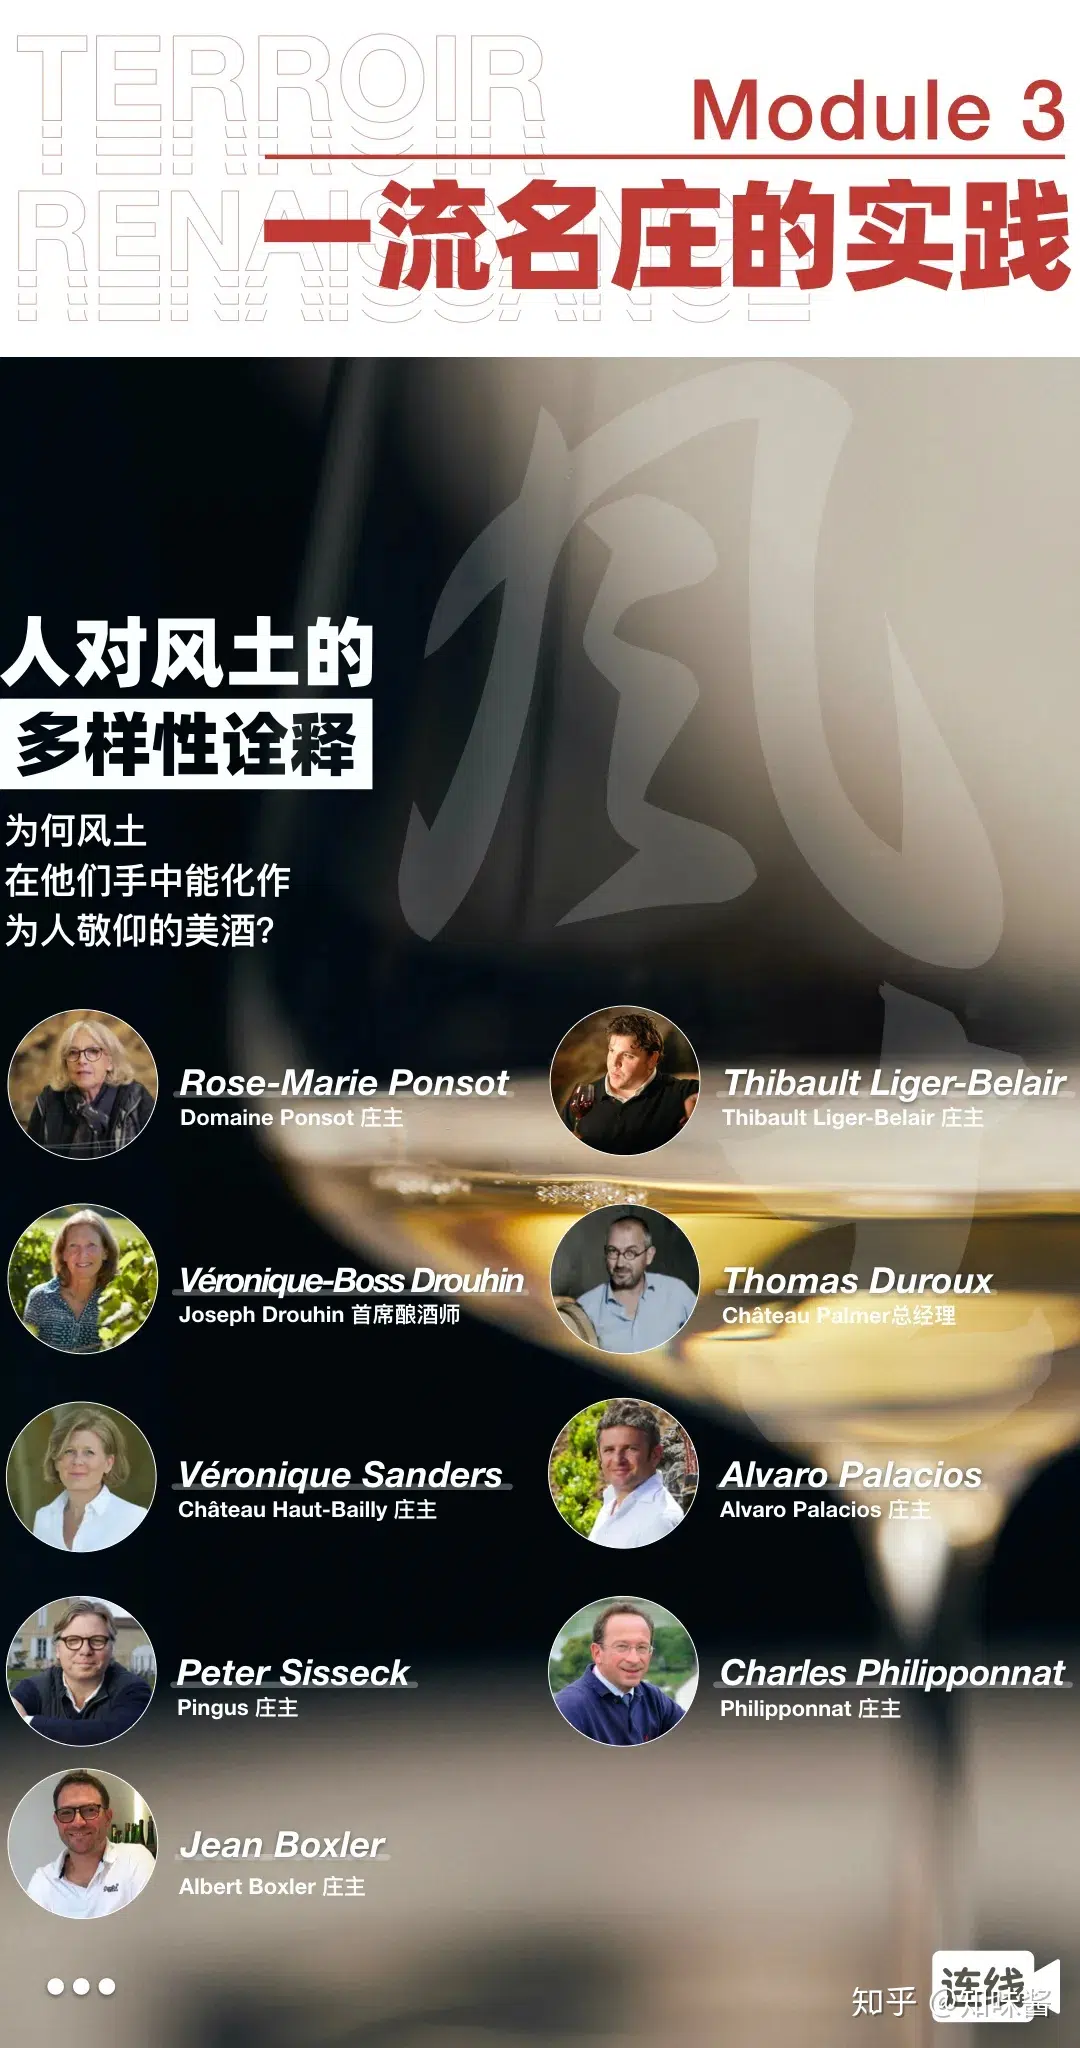 TERROIR
RENAISSANCE
Module 3
一流名庄的实践
風土
人对风土的
多样性诠释
为何风土
在他们手中能化作
为人敬仰的美酒?
Rose-Marie Ponsot
Domaine Ponsot 庄主
Thibault Liger-Belair
Thibault Liger-Belair 庄主
Véronique-Boss Drouhin
Joseph Drouhin 首席酿酒师
Thomas Duroux
Château Palmer总经理
Véronique Sanders
Château Haut-Bailly 庄主
Alvaro Palacios
Alvaro Palacios 庄主
Peter Sisseck
Pingus 庄主
Charles Philipponnat
Philipponnat 庄主
Jean Boxler
Albert Boxler 庄主
连线
知乎 @知味酱